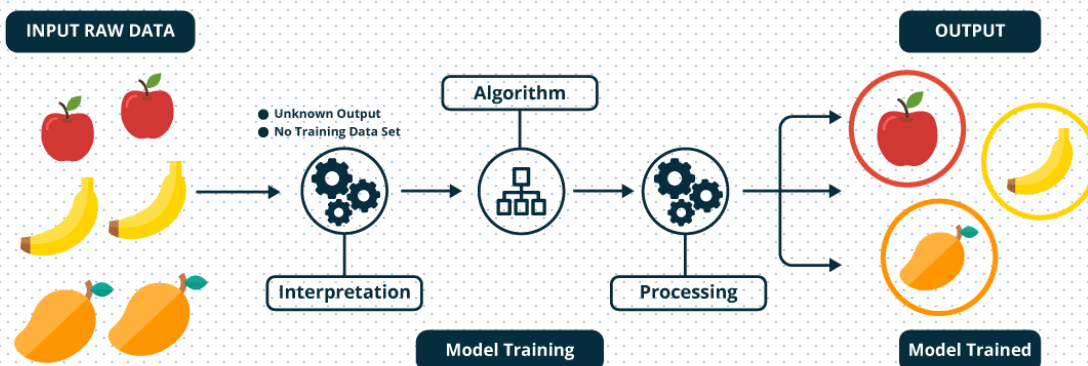 INPUT RAW DATA
OUTPUT
Algorithm
Unknown Output
No Training Data Set
Interpretation
Processing
Model Training
Model Trained